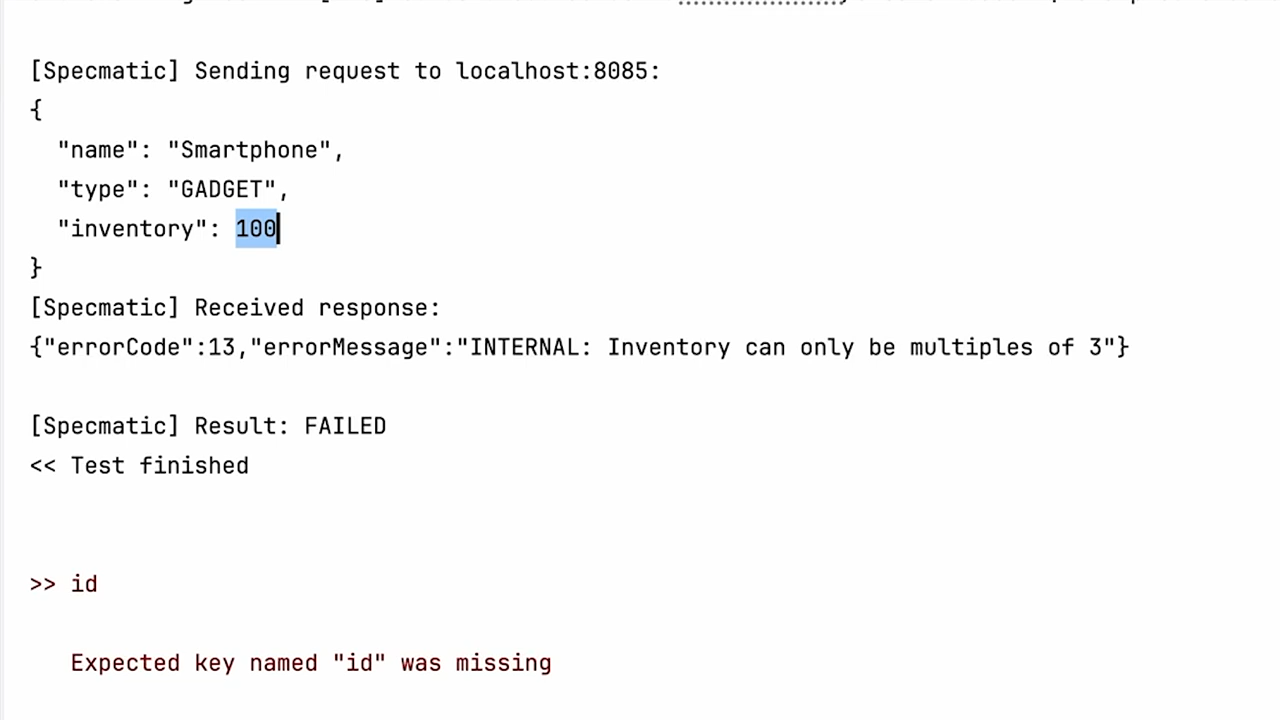 [Specmatic] Sending request to localhost:8085:
{
  "name": "Smartphone",
  "type": "GADGET",
  "inventory": 100
}
[Specmatic] Received response:
{"errorCode":13,"errorMessage":"INTERNAL: Inventory can only be multiples of 3"}
[Specmatic] Result: FAILED
<< Test finished
>> id
Expected key named "id" was missing